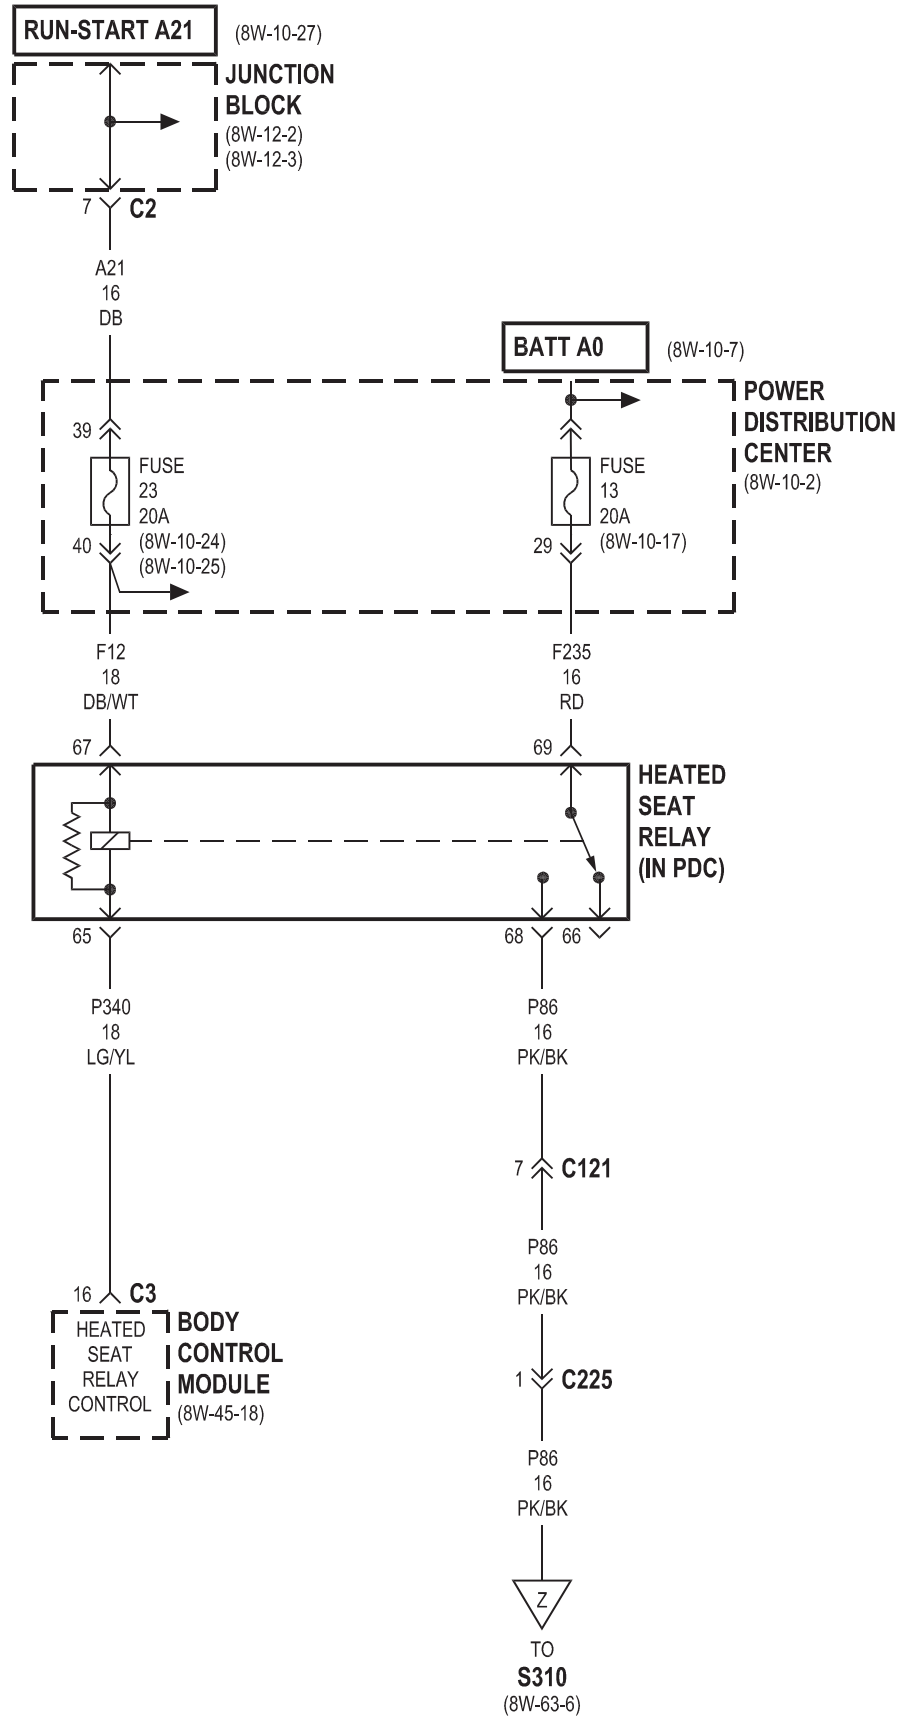 RUN-START A21 (8W-10-27)
JUNCTION
BLOCK
(8W-12-2)
(8W-12-3)
7 C2
A21
16
DB
BATT A0 (8W-10-7)
POWER
DISTRIBUTION
CENTER
(8W-10-2)
39
FUSE
23
20A
(8W-10-24)
(8W-10-25)
40
FUSE
13
20A
(8W-10-17)
29
F12
18
DB/WT
F235
16
RD
67
69
HEATED
SEAT
RELAY
(IN PDC)
65
68 66
P340
18
LG/YL
P86
16
PK/BK
7 C121
P86
16
PK/BK
16 C3
HEATED
SEAT
RELAY
CONTROL
BODY
CONTROL
MODULE
(8W-45-18)
1 C225
P86
16
PK/BK
Z
TO
S310
(8W-63-6)